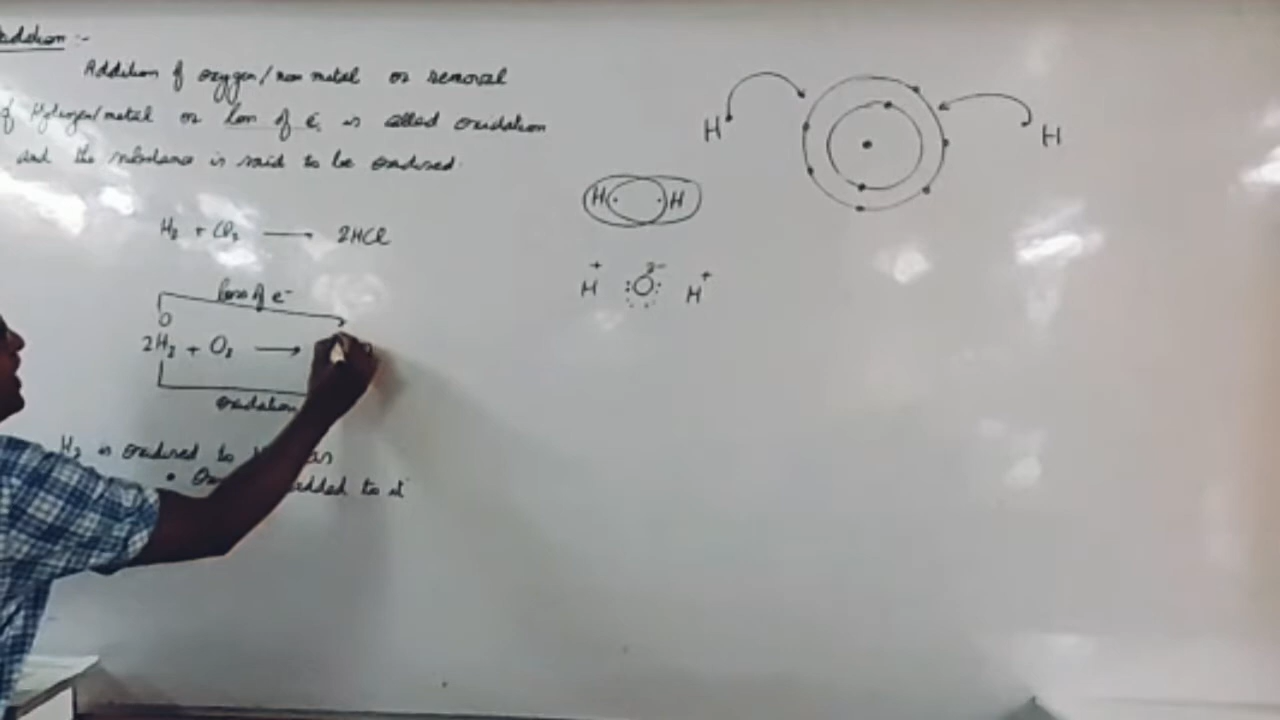 Addition of oxygen/non metal or removal
of Hydrogen/metal or loss of e⁻ is called oxidation
and the substance is said to be oxidised.
H₂ + Cl₂ ⟶ 2HCl
loss of e⁻
O
2H₂ + O₂ ⟶
oxidation
H₂ is oxidised to as
• added to it
H H
H H
H⁺ O²⁻ H⁺